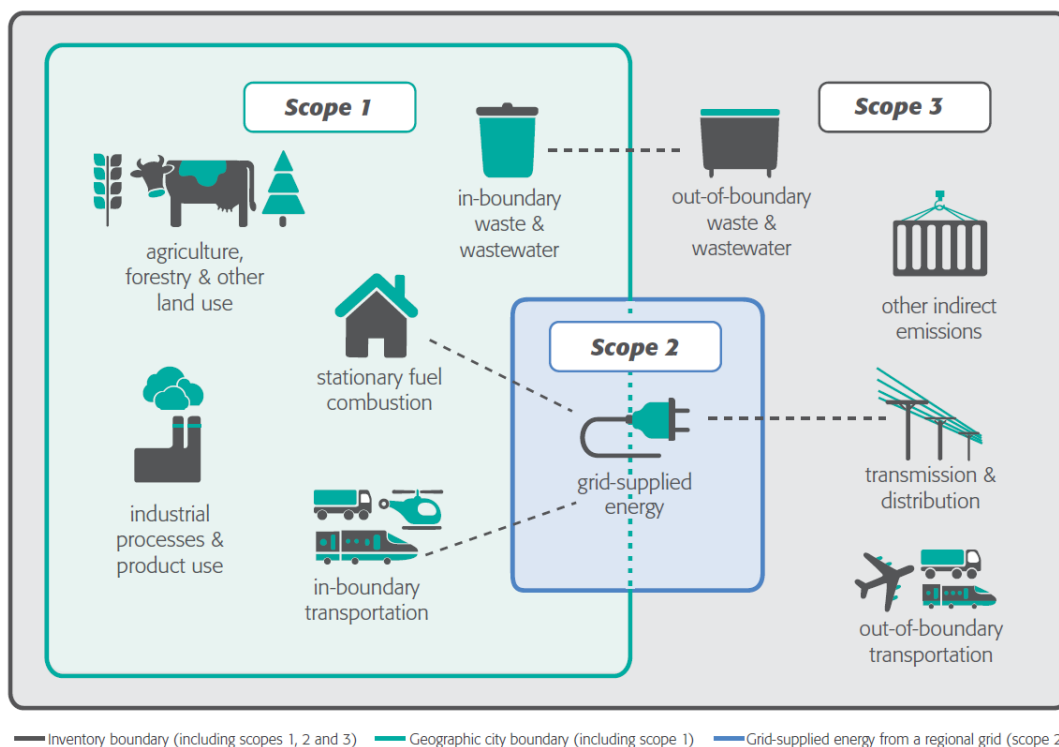 Scope 1
Scope 3
in-boundary
waste &
wastewater
out-of-boundary
waste &
wastewater
agriculture,
forestry & other
land use
other indirect
emissions
Scope 2
stationary fuel
combustion
grid-supplied
energy
transmission &
distribution
industrial
processes &
product use
in-boundary
transportation
out-of-boundary
transportation
Inventory boundary (including scopes 1, 2 and 3) Geographic city boundary (including scope 1) Grid-supplied energy from a regional grid (scope 2